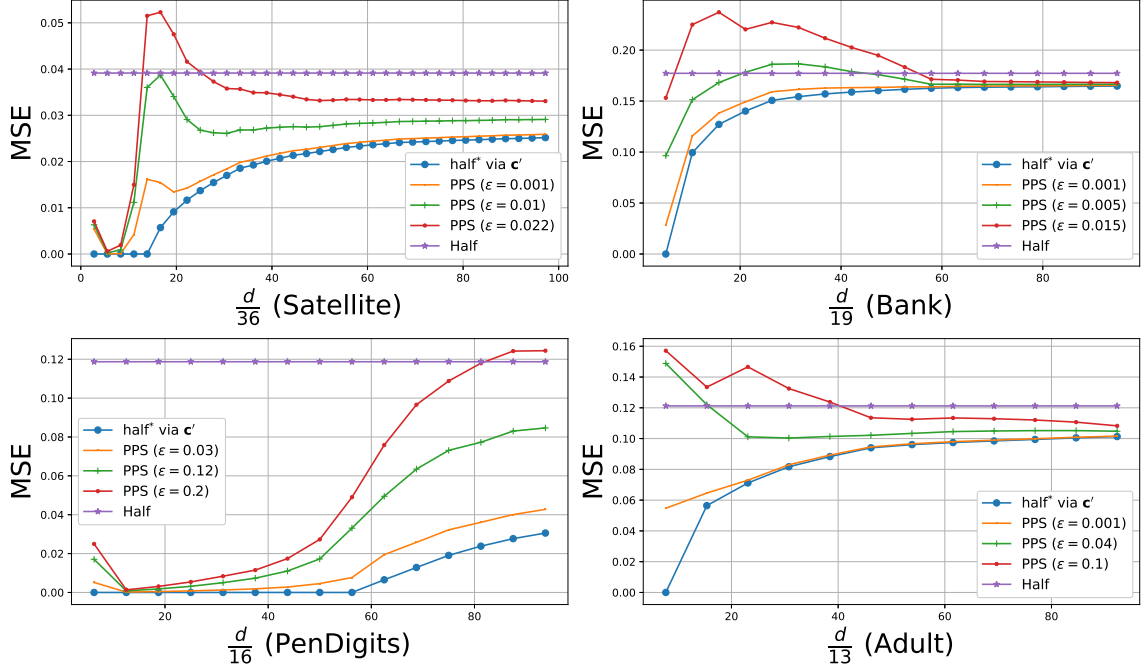 0.05
0.04
0.03
0.02
0.01
0.00
MSE
half* via c′
PPS (ε = 0.001)
PPS (ε = 0.01)
PPS (ε = 0.022)
Half
0 20 40 60 80 100
d/36 (Satellite)
0.20
0.15
0.10
0.05
0.00
MSE
half* via c′
PPS (ε = 0.001)
PPS (ε = 0.005)
PPS (ε = 0.015)
Half
20 40 60 80
d/19 (Bank)
0.12
0.10
0.08
0.06
0.04
0.02
0.00
MSE
half* via c′
PPS (ε = 0.03)
PPS (ε = 0.12)
PPS (ε = 0.2)
Half
20 40 60 80
d/16 (PenDigits)
0.16
0.14
0.12
0.10
0.08
0.06
0.04
0.02
0.00
MSE
half* via c′
PPS (ε = 0.001)
PPS (ε = 0.04)
PPS (ε = 0.1)
Half
20 40 60 80
d/13 (Adult)